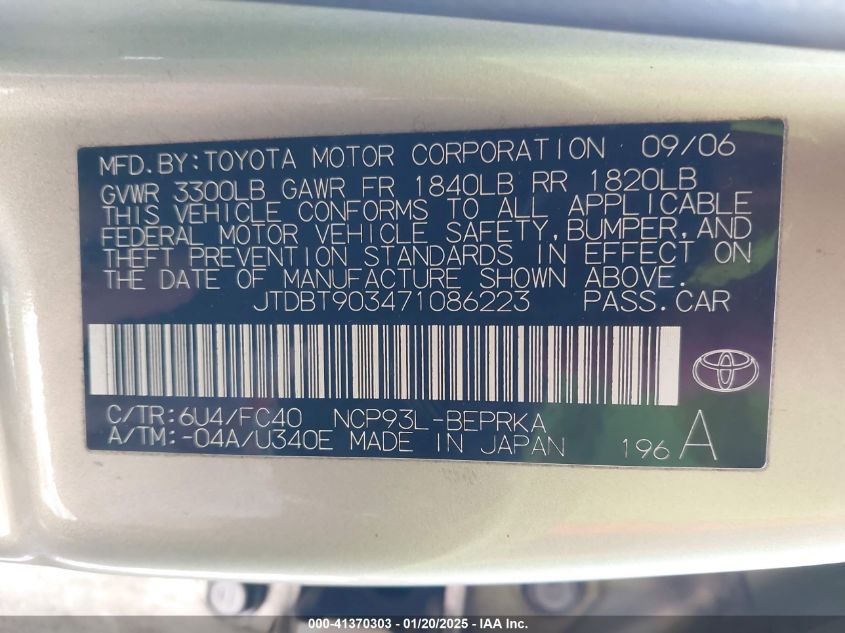 MFD.BY:TOYOTA MOTOR CORPORATION 09/06
GVWR 3300LB GAWR FR 1840LB RR 1820LB
THIS VEHICLE CONFORMS TO ALL APPLICABLE
FEDERAL MOTOR VEHICLE SAFETY,BUMPER,AND
THEFT PREVENTION STANDARDS IN EFFECT ON
THE DATE OF MANUFACTURE SHOWN ABOVE.
JTDBT903471086223 PASS.CAR
C/TR:6U4/FC40 NCP93L-BEPRKA
A/TM:-04A/U340E MADE IN JAPAN 196 A
000-41370303 - 01/20/2025 - IAA Inc.